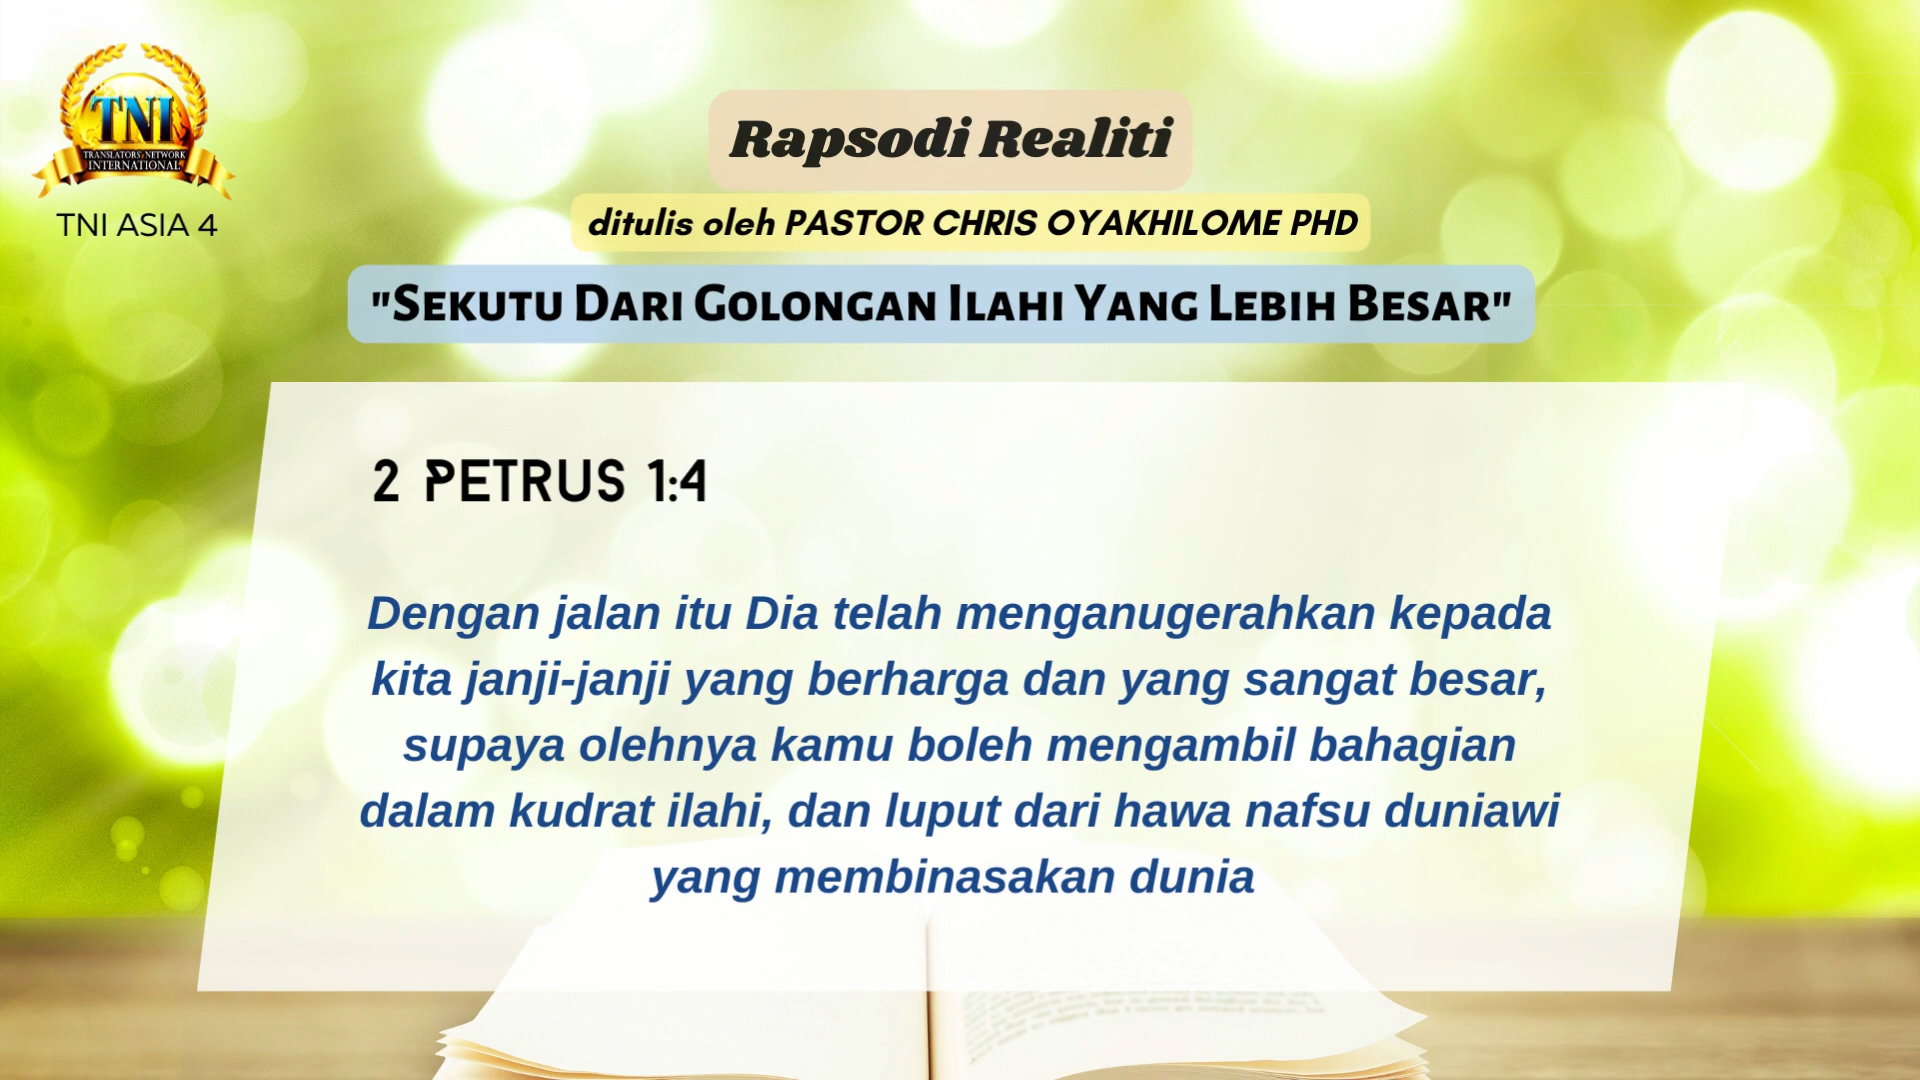 TNI
TRANSLATORS NETWORK
INTERNATIONAL
TNI ASIA 4
Rapsodi Realiti
ditulis oleh PASTOR CHRIS OYAKHILOME PHD
"Sekutu Dari Golongan Ilahi Yang Lebih Besar"
2 PETRUS 1:4
Dengan jalan itu Dia telah menganugerahkan kepada
kita janji-janji yang berharga dan yang sangat besar,
supaya olehnya kamu boleh mengambil bahagian
dalam kudrat ilahi, dan luput dari hawa nafsu duniawi
yang membinasakan dunia